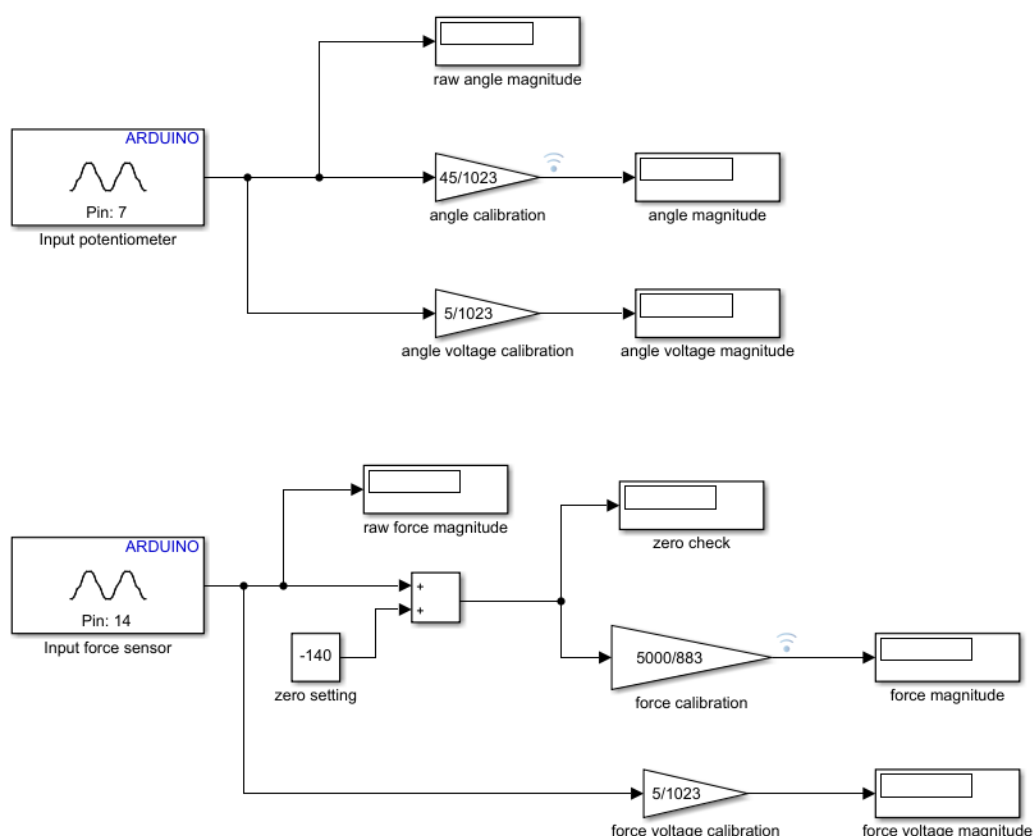 raw angle magnitude
ARDUINO
Pin: 7
Input potentiometer
45/1023
angle calibration
angle magnitude
5/1023
angle voltage calibration
angle voltage magnitude
raw force magnitude
zero check
ARDUINO
Pin: 14
Input force sensor
+
+
-140
zero setting
5000/883
force calibration
force magnitude
5/1023
force voltage calibration
force voltage magnitude